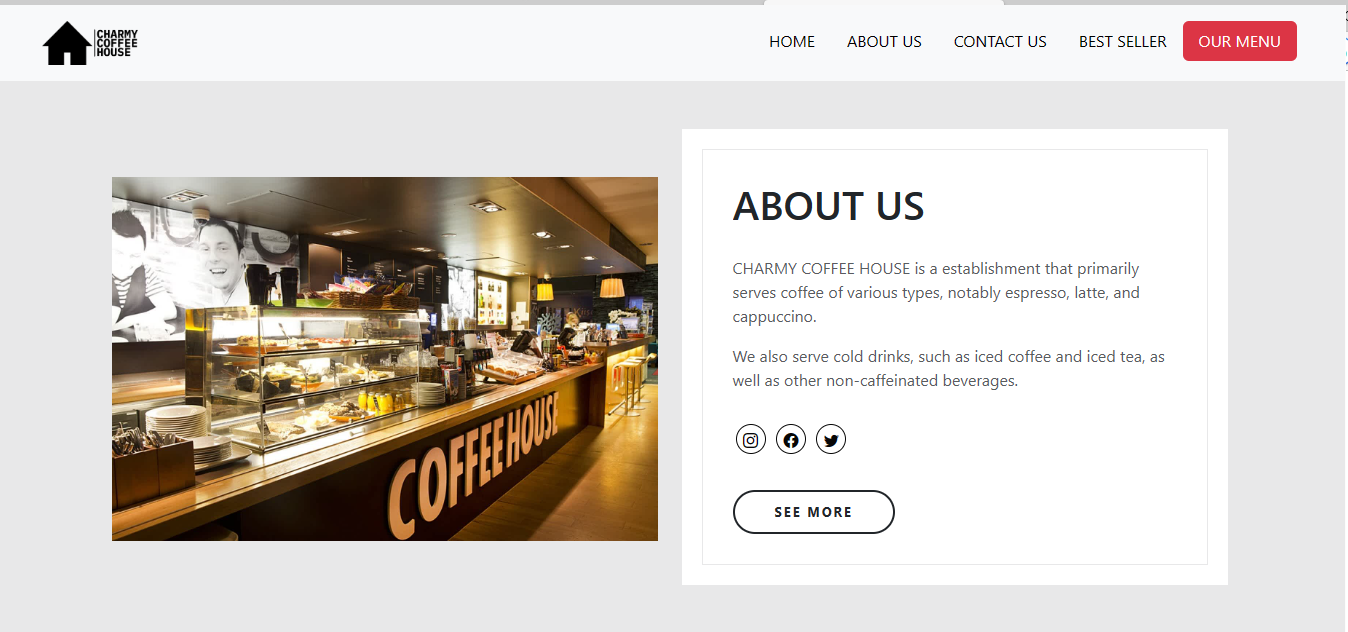 CHARMY
COFFEE
HOUSE
HOME
ABOUT US
CONTACT US
BEST SELLER
OUR MENU
COFFEE HOUSE
ABOUT US
CHARMY COFFEE HOUSE is a establishment that primarily
serves coffee of various types, notably espresso, latte, and
cappuccino.
We also serve cold drinks, such as iced coffee and iced tea, as
well as other non-caffeinated beverages.
SEE MORE